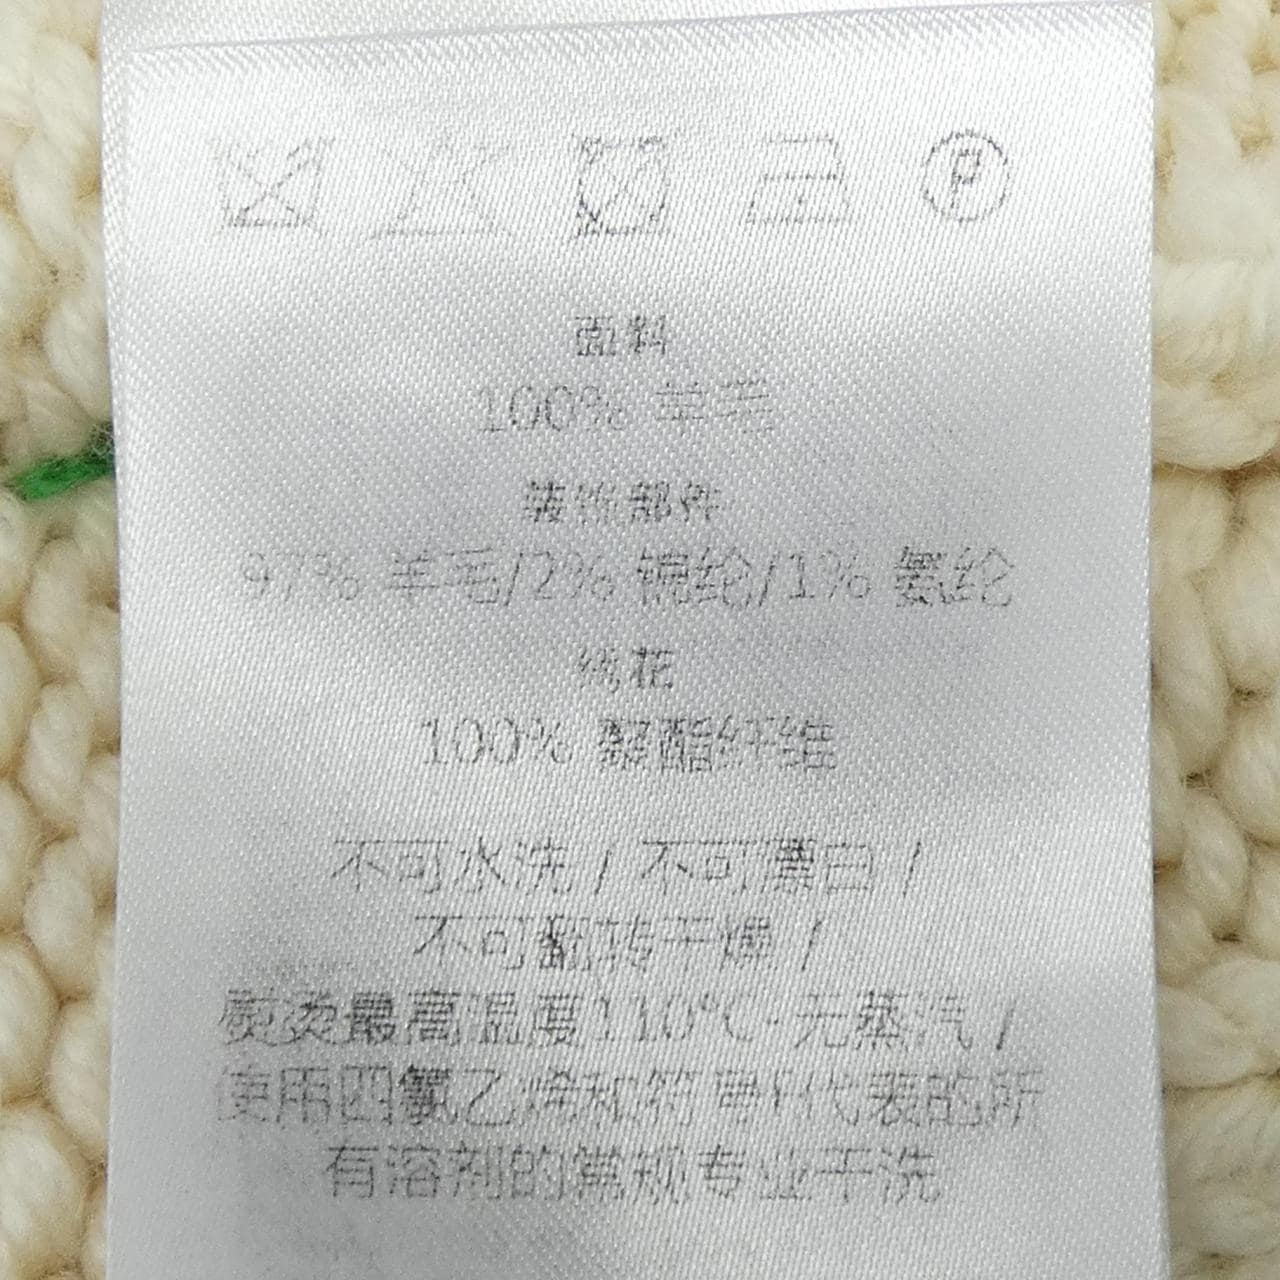 P
面料
100% 羊毛
装饰部件
97% 羊毛/2% 锦纶/1% 氨纶
绣花
100% 聚酯纤维
不可水洗 / 不可漂白 /
不可翻转干燥 /
熨烫最高温度110℃-无蒸汽 /
使用四氯乙烯和符号F代表的所
有溶剂的常规专业干洗